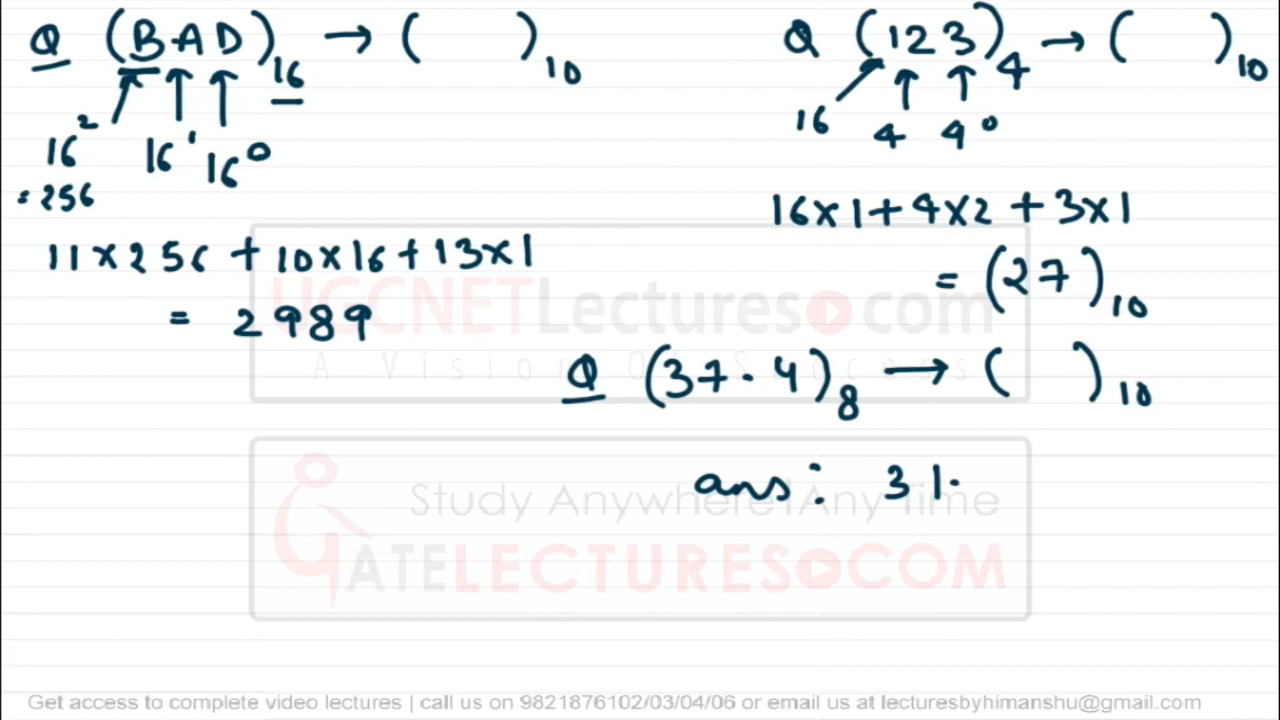 Q (BAD)16 → ( )10
16² 16¹ 16⁰
= 256
11 × 256 + 10 × 16 + 13 × 1
= 2989
Q (123)4 → ( )10
16 4 4⁰
16×1 + 4×2 + 3×1
= (27)10
Q (37.4)8 → ( )10
ans: 31.
UGCNETLectures.com
A Vision Of Success
Study Anywhere!Any Time
GATELECTURES.COM
Get access to complete video lectures | call us on 9821876102/03/04/06 or email us at lecturesbyhimanshu@gmail.com